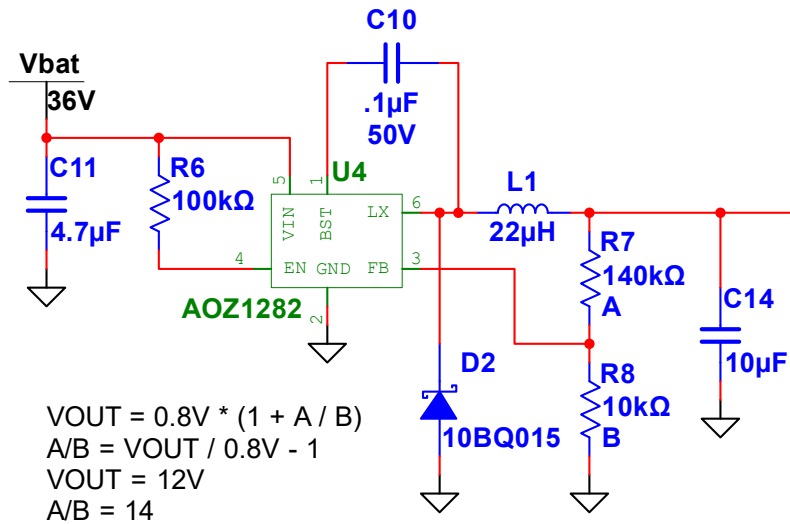 C10
.1µF
50V
Vbat
36V
C11
4.7µF
R6
100kΩ
U4
5
1
VIN
BST
LX
6
4
EN
GND
FB
3
2
AOZ1282
L1
22µH
R7
140kΩ
A
C14
10µF
D2
10BQ015
R8
10kΩ
B
VOUT = 0.8V * (1 + A / B)
A/B = VOUT / 0.8V - 1
VOUT = 12V
A/B = 14